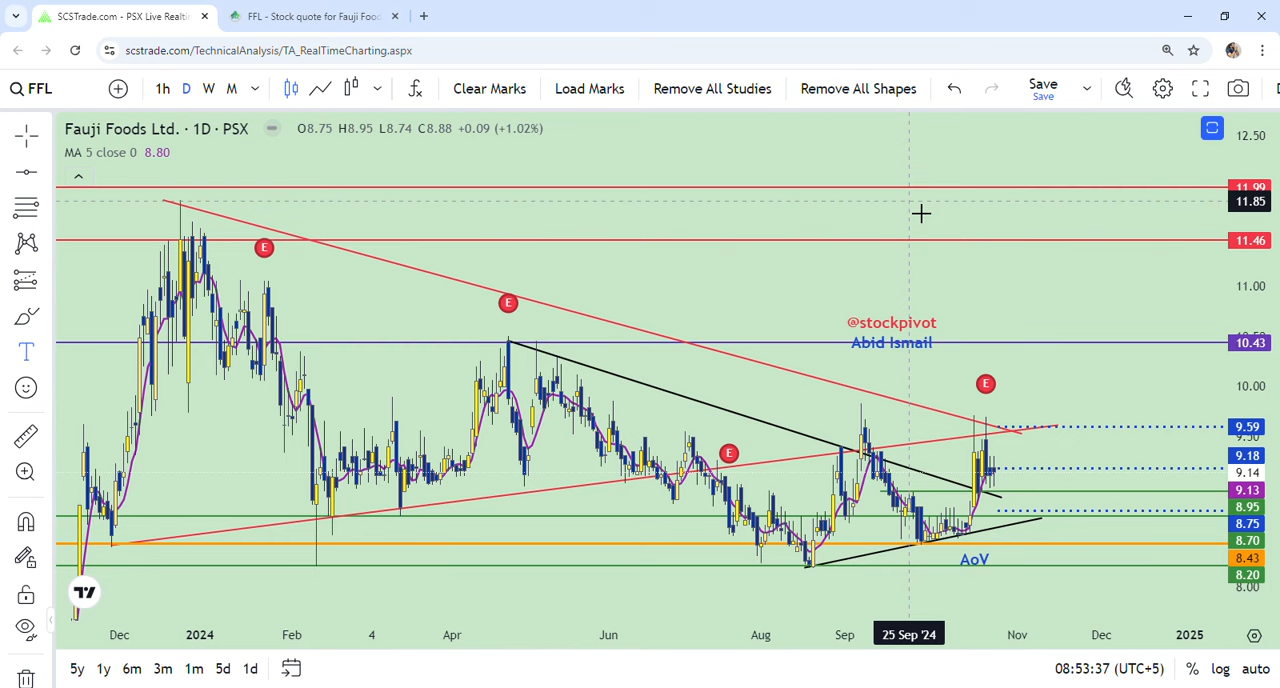 SCSTrade.com - PSX Live Realti
FFL - Stock quote for Fauji Food
scstrade.com/TechnicalAnalysis/TA_RealTimeCharting.aspx
FFL
1h D W M
Clear Marks
Load Marks
Remove All Studies
Remove All Shapes
Save
Save
Fauji Foods Ltd. · 1D · PSX
O8.75 H8.95 L8.74 C8.88 +0.09 (+1.02%)
MA 5 close 0 8.80
12.50
11.99
11.85
11.46
11.00
10.43
10.00
9.59
9.50
9.18
9.14
9.13
8.95
8.75
8.70
8.43
8.20
8.00
E
E
E
E
@stockpivot
Abid Ismail
AoV
T
Dec 2024 Feb 4 Apr Jun Aug Sep 25 Sep '24 Nov Dec 2025
5y 1y 6m 3m 1m 5d 1d
08:53:37 (UTC+5) % log auto